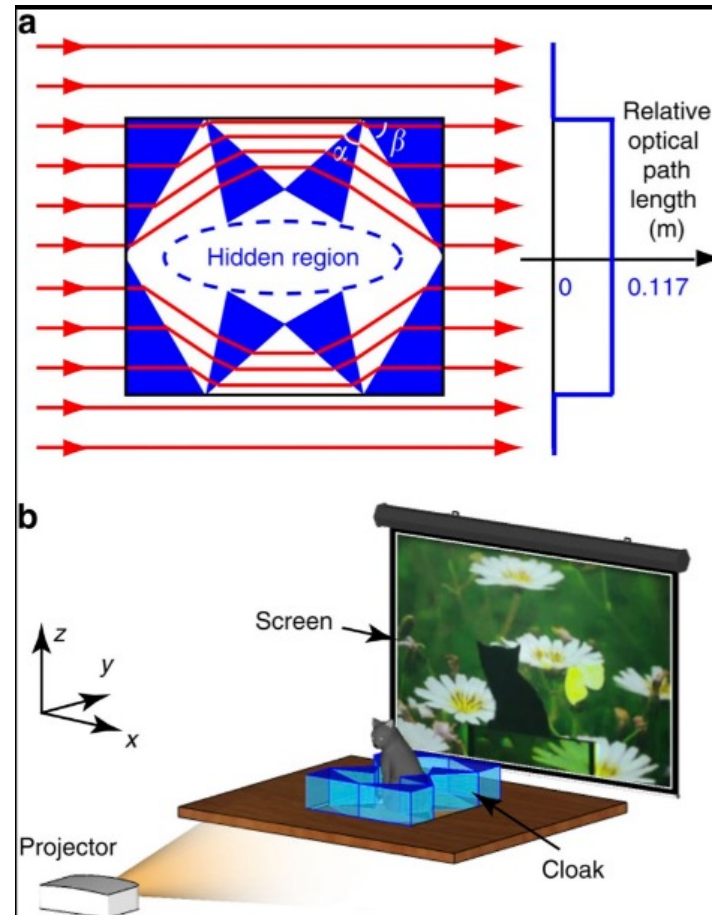 a
α
β
Relative
optical
path
length
(m)
Hidden region
0
0.117
b
Screen
z
y
x
Projector
Cloak